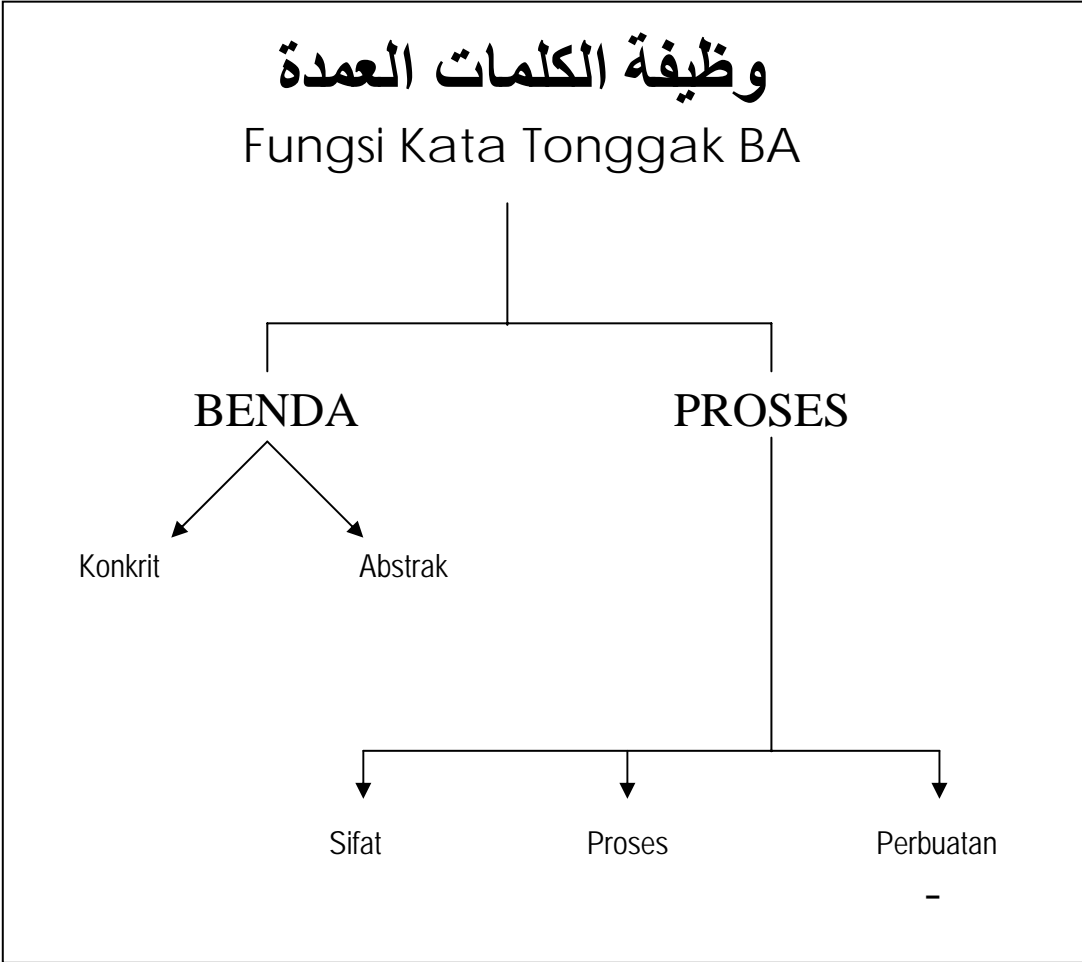 وظيفة الكلمات العمدة
Fungsi Kata Tonggak BA
BENDA PROSES
Konkrit Abstrak
Sifat Proses Perbuatan
-